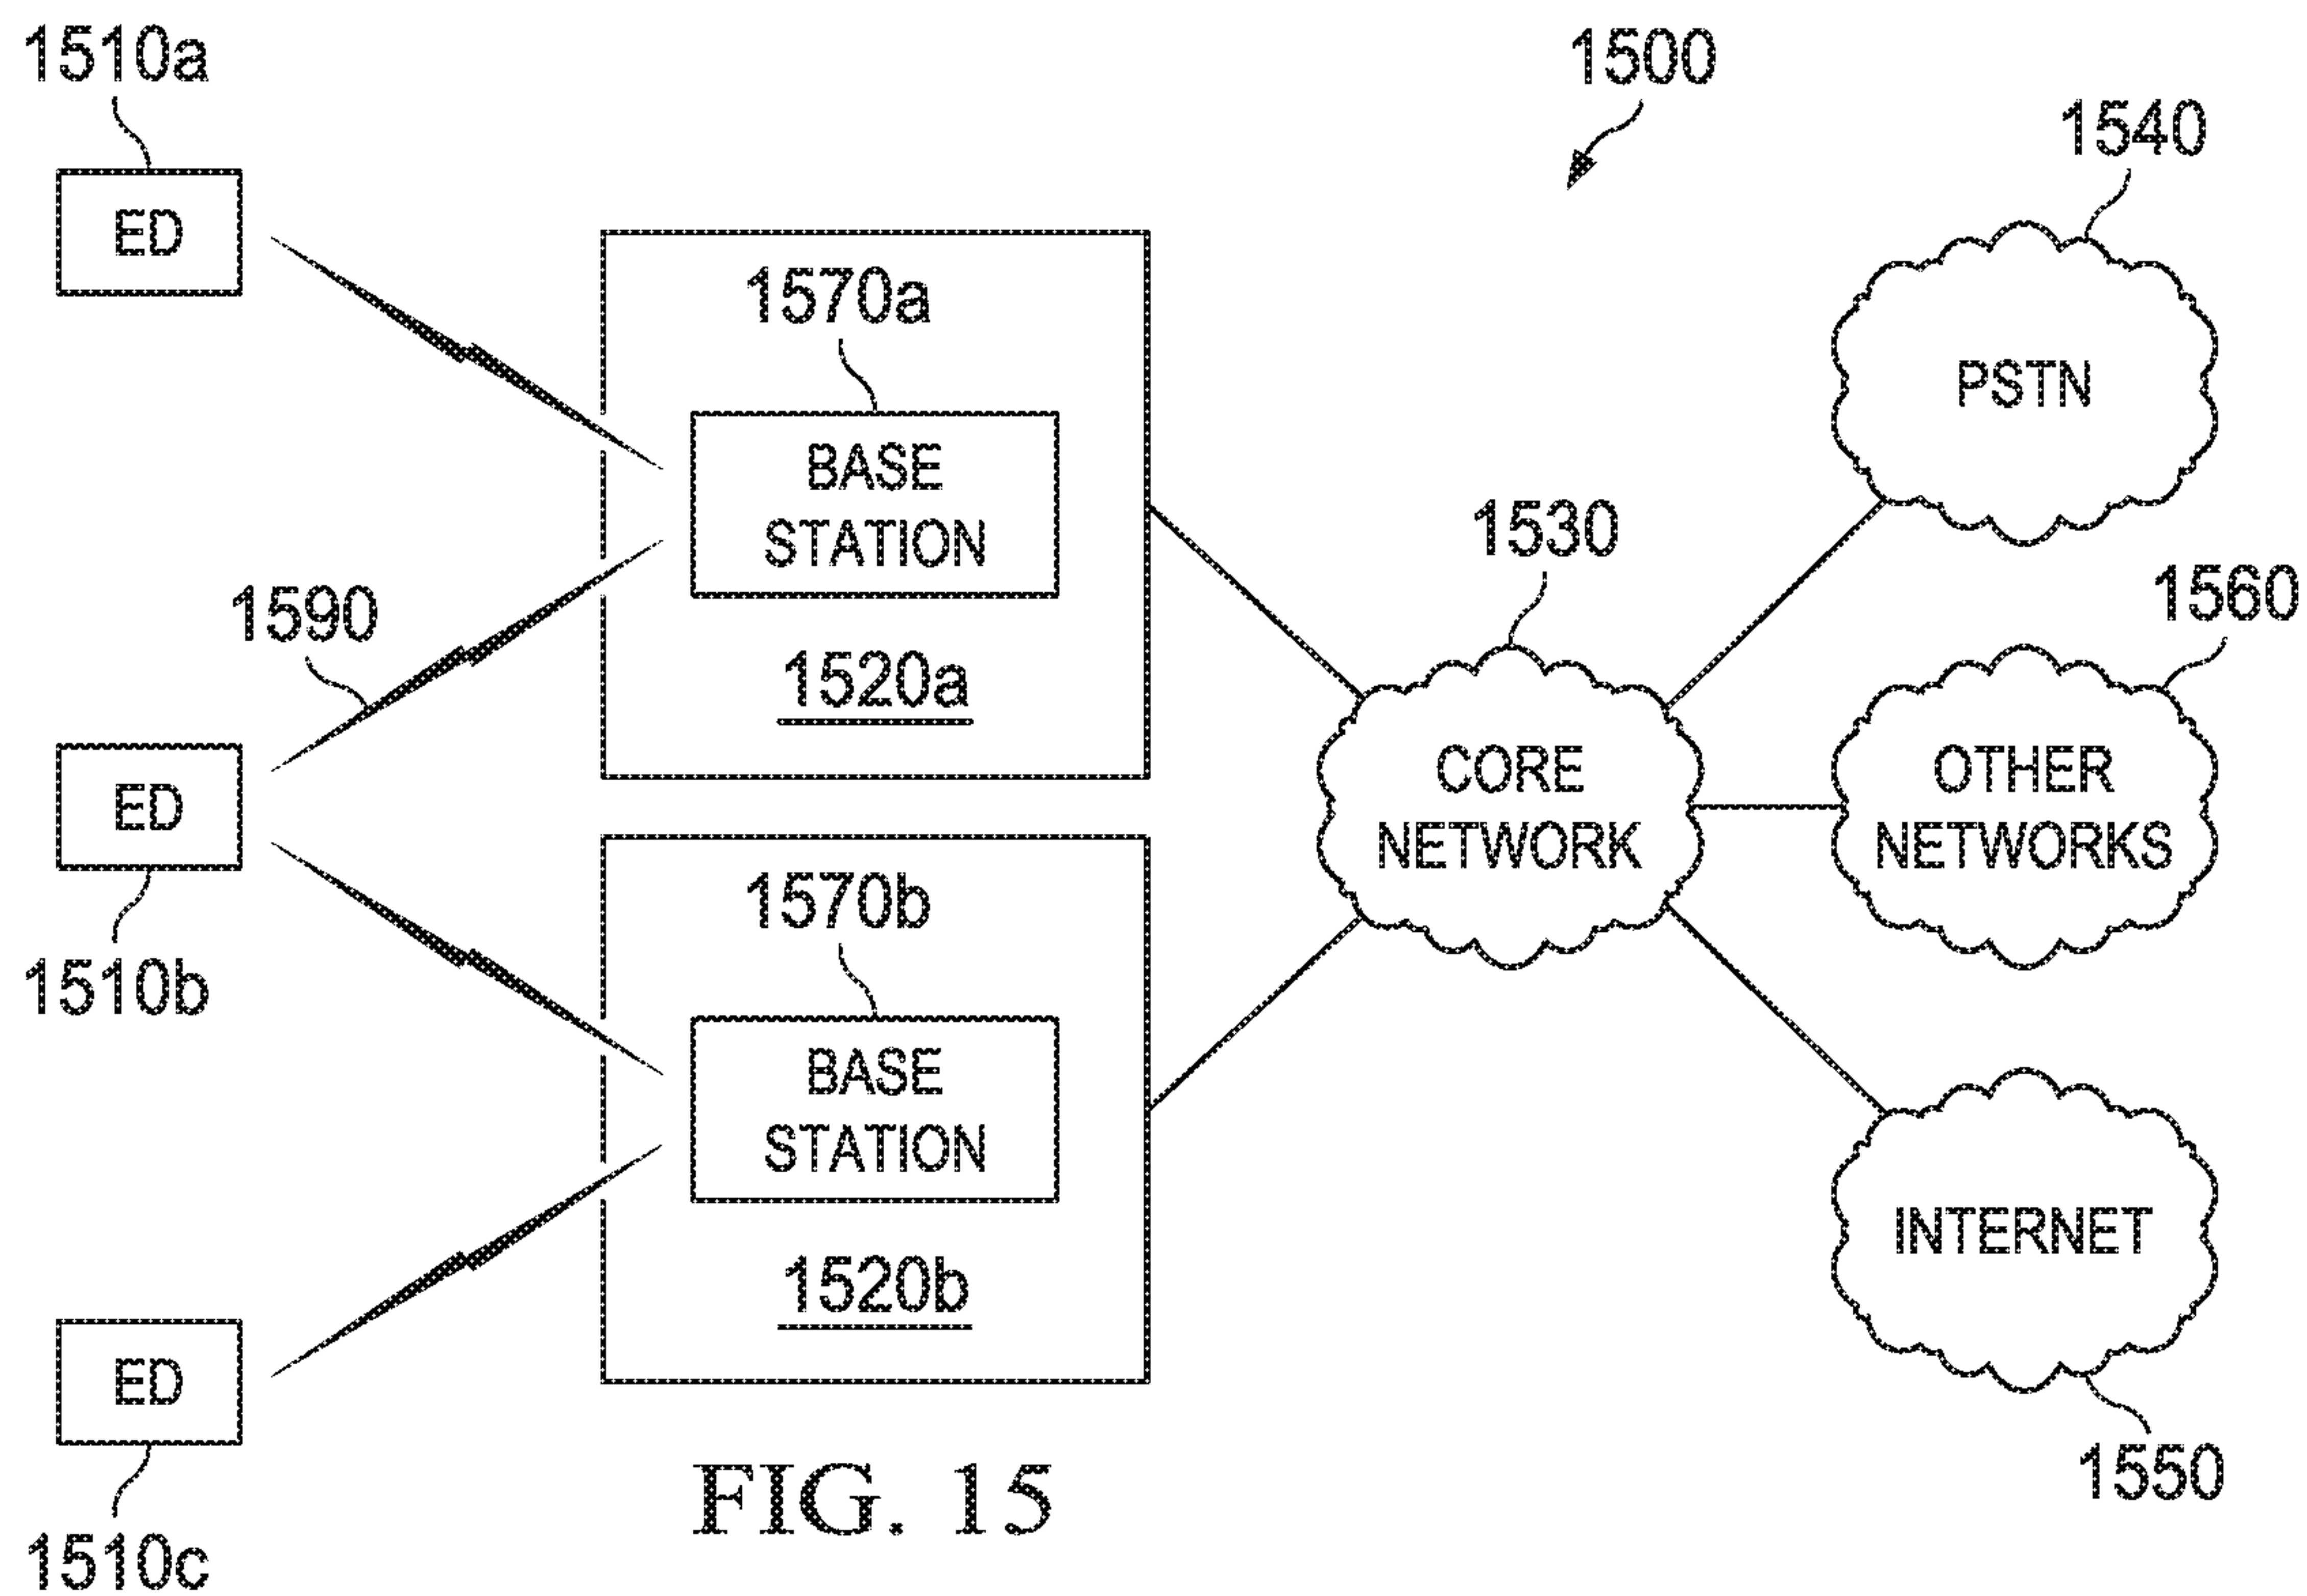 1510a
1500
1540
ED
1570a
PSTN
BASE
STATION
1530
1560
1590
1520a
ED
CORE
NETWORK
OTHER
NETWORKS
1570b
1510b
BASE
STATION
INTERNET
1520b
ED
1550
FIG. 15
1510c